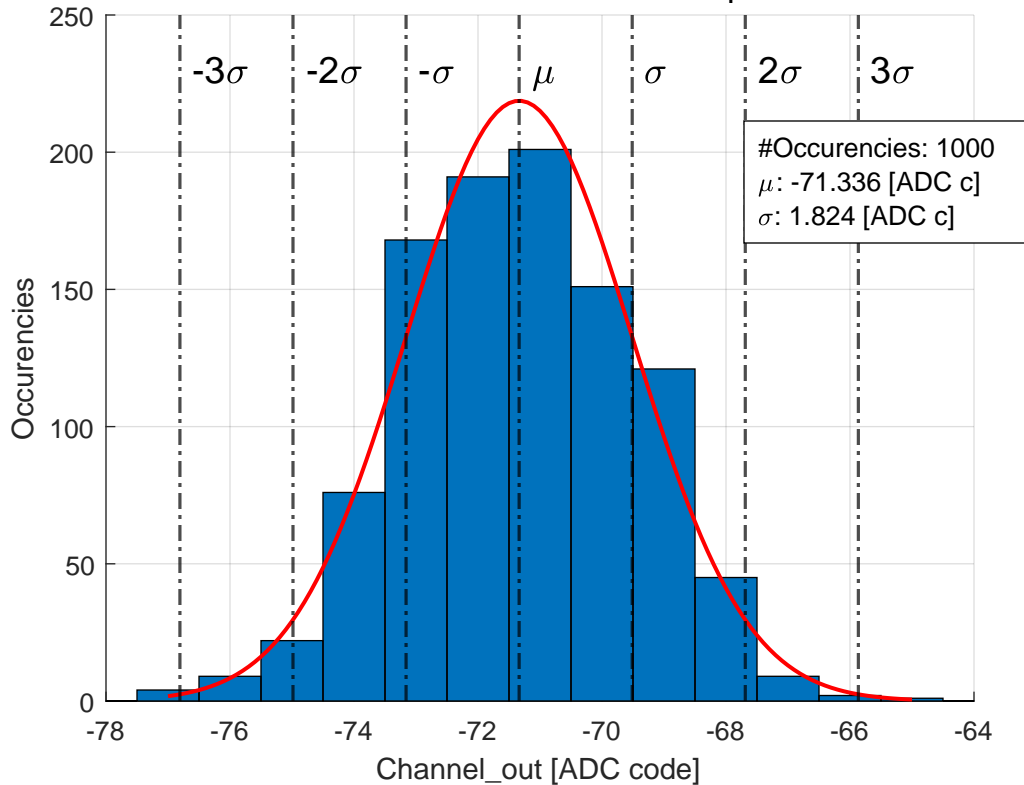 250
200
150
100
50
0
-3σ
-2σ
-σ
μ
σ
2σ
3σ
#Occurencies: 1000
μ: -71.336 [ADC c]
σ: 1.824 [ADC c]
Occurencies
-78
-76
-74
-72
-70
-68
-66
-64
Channel_out [ADC code]